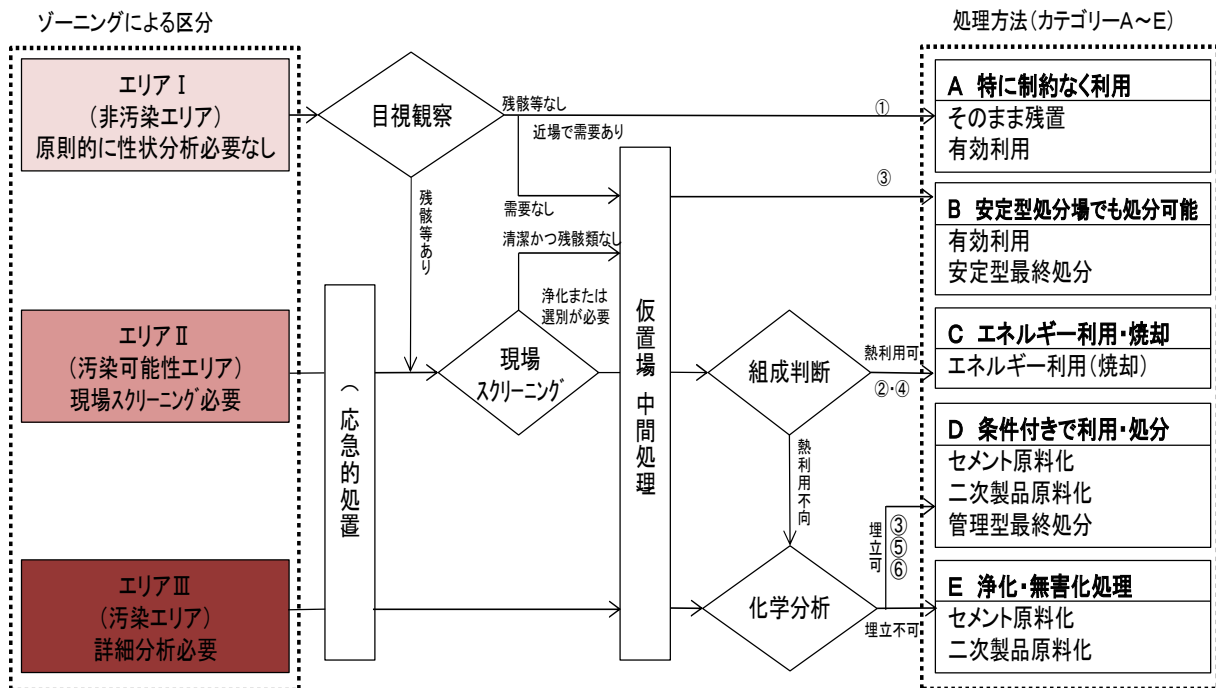 ゾーニングによる区分
処理方法(カテゴリーA～E)
エリアⅠ
(非汚染エリア)
原則的に性状分析必要なし
目視観察
残骸等なし
近場で需要あり
①
A 特に制約なく利用
そのまま残置
有効利用
残骸等あり
需要なし
③
清潔かつ残骸類なし
B 安定型処分場でも処分可能
有効利用
安定型最終処分
エリアⅡ
(汚染可能性エリア)
現場スクリーニング必要
(応急的処置
浄化または
選別が必要
現場
スクリーニング
仮置場 中間処理
組成判断
熱利用可
②・④
C エネルギー利用・焼却
エネルギー利用(焼却)
熱利用不向
D 条件付きで利用・処分
セメント原料化
二次製品原料化
管理型最終処分
埋立可
③
⑤
⑥
エリアⅢ
(汚染エリア)
詳細分析必要
化学分析
埋立不可
E 浄化・無害化処理
セメント原料化
二次製品原料化